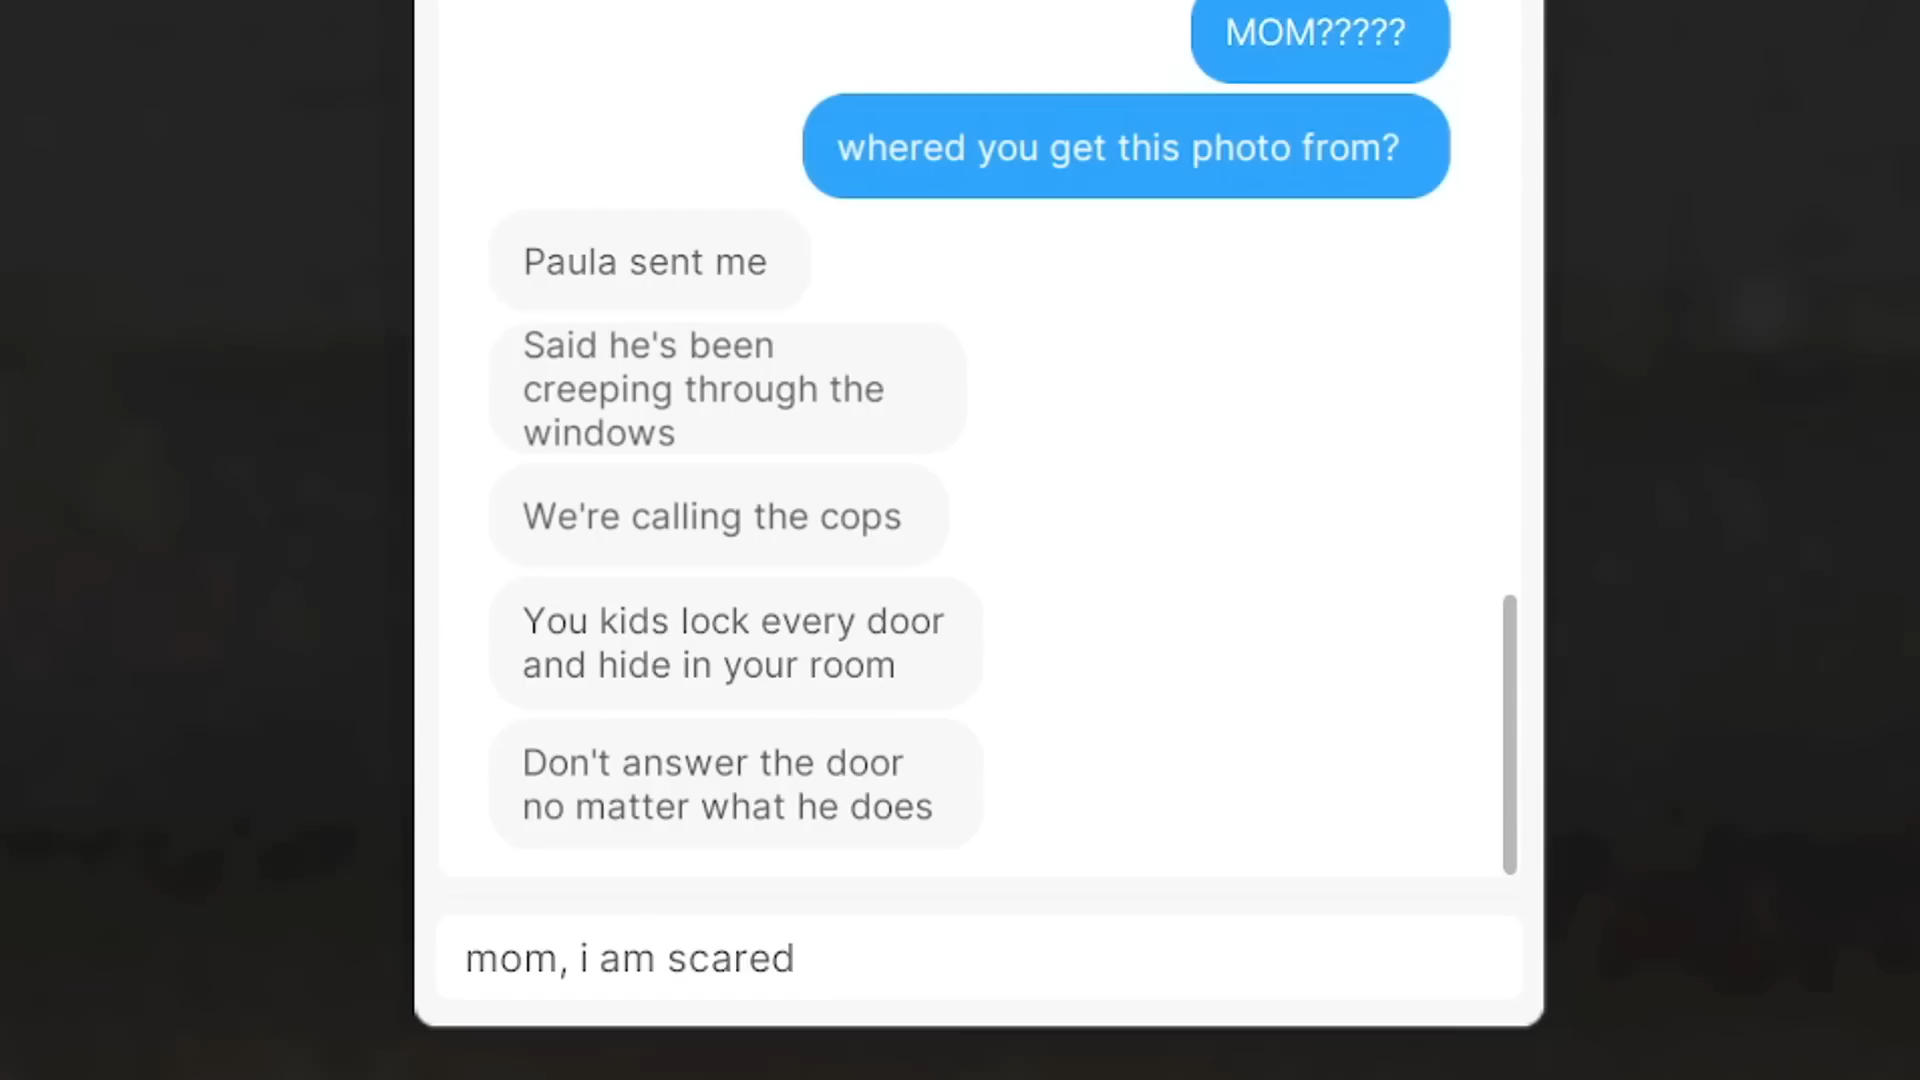 MOM?????
whered you get this photo from?
Paula sent me
Said he's been
creeping through the
windows
We're calling the cops
You kids lock every door
and hide in your room
Don't answer the door
no matter what he does
mom, i am scared